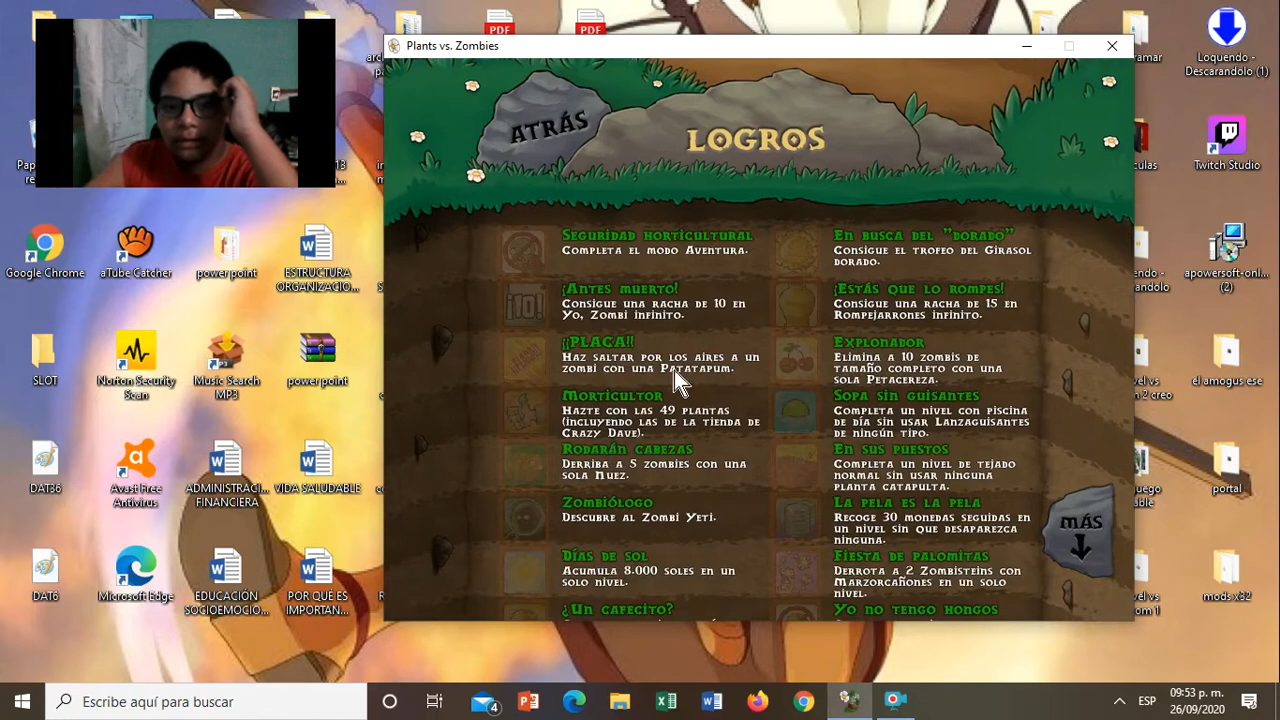 PDF
PDF
Plants vs. Zombies
ramar
Loquendo -
Descarandolo (1)
Twitch Studio
ATRÁS
LOGROS
Google Chrome
aTube Catcher
power point
ESTRUCTURA
ORGANIZACIO...
apowersoft-onl...
(2)
SEGURIDAD HORTICULTURAL
COMPLETA EL MODO AVENTURA.
EN BUSCA DEL "DORADO"
CONSIGUE EL TROFEO DEL GIRASOL
DORADO.
¡ANTES MUERTO!
CONSIGUE UNA RACHA DE 10 EN
YO, ZOMBI INFINITO.
¡ESTÁS QUE LO ROMPES!
CONSIGUE UNA RACHA DE 15 EN
ROMPEJARRONES INFINITO.
¡¡PLACA!!
HAZ SALTAR POR LOS AIRES A UN
ZOMBI CON UNA PATATAPUM.
EXPLONADOR
ELIMINA A 10 ZOMBIS DE
TAMAÑO COMPLETO CON UNA
SOLA PETACEREZA.
SLOT
Norton Security
Scan
Music Search
MP3
power point
el amogus ese
MORTICULTOR
HAZTE CON LAS 49 PLANTAS
(INCLUYENDO LAS DE LA TIENDA DE
CRAZY DAVE).
SOPA SIN GUISANTES
COMPLETA UN NIVEL CON PISCINA
DE DÍA SIN USAR LANZAGUISANTES
DE NINGÚN TIPO.
RODARÁN CABEZAS
DERRIBA A 5 ZOMBIES CON UNA
SOLA NUEZ.
EN SUS PUESTOS
COMPLETA UN NIVEL DE TEJADO
NORMAL SIN USAR NINGUNA
PLANTA CATAPULTA.
DAT36
Avast Free
Antivirus
ADMINISTRACI...
FINANCIERA
VIDA SALUDABLE
portal
ZOMBIÓLOGO
DESCUBRE AL ZOMBI YETI.
LA PELA ES LA PELA
RECOGE 30 MONEDAS SEGUIDAS EN
UN NIVEL SIN QUE DESAPAREZCA
NINGUNA.
MÁS
DÍAS DE SOL
ACUMULA 8.000 SOLES EN UN
SOLO NIVEL.
FIESTA DE PALOMITAS
DERROTA A 2 ZOMBISTEINS CON
MARZORCAÑONES EN UN SOLO
NIVEL.
¿UN CAFECITO?
YO NO TENGO HONGOS
DAT6
Microsoft Edge
EDUCACIÓN
SOCIOEMOCIO...
POR QUE ES
IMPORTAN...
mods x32
Escribe aquí para buscar
4
ESP
09:53 p. m.
26/09/2020